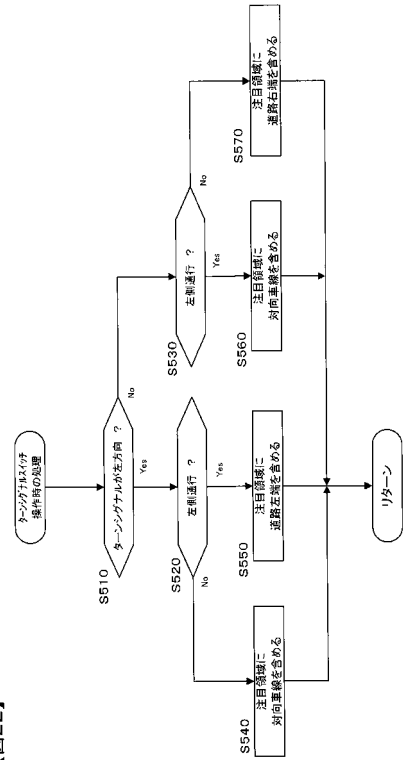 ターンシグナルスイッチ
操作時の処理
S510
ターンシグナルが左方向 ?
No
Yes
S520
左側通行 ?
No
Yes
S530
左側通行 ?
No
Yes
S540
注目領域に
対向車線を含める
S550
注目領域に
道路左端を含める
S560
注目領域に
対向車線を含める
S570
注目領域に
道路右端を含める
リターン